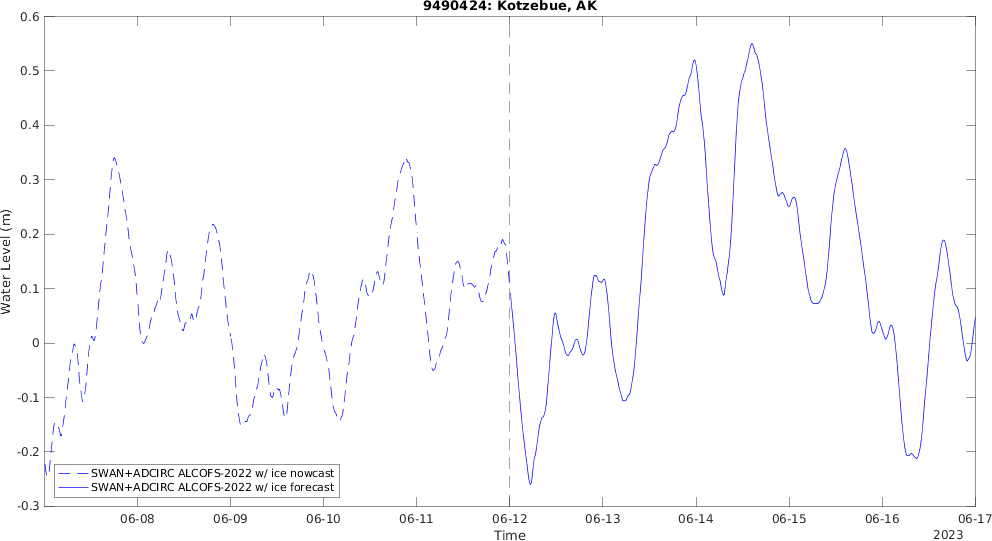 9490424: Kotzebue, AK
0.6
0.5
0.4
0.3
0.2
0.1
0
-0.1
-0.2
-0.3
Water Level (m)
SWAN+ADCIRC ALCOFS-2022 w/ ice nowcast
SWAN+ADCIRC ALCOFS-2022 w/ ice forecast
06-08 06-09 06-10 06-11 06-12 06-13 06-14 06-15 06-16 06-17
Time
2023